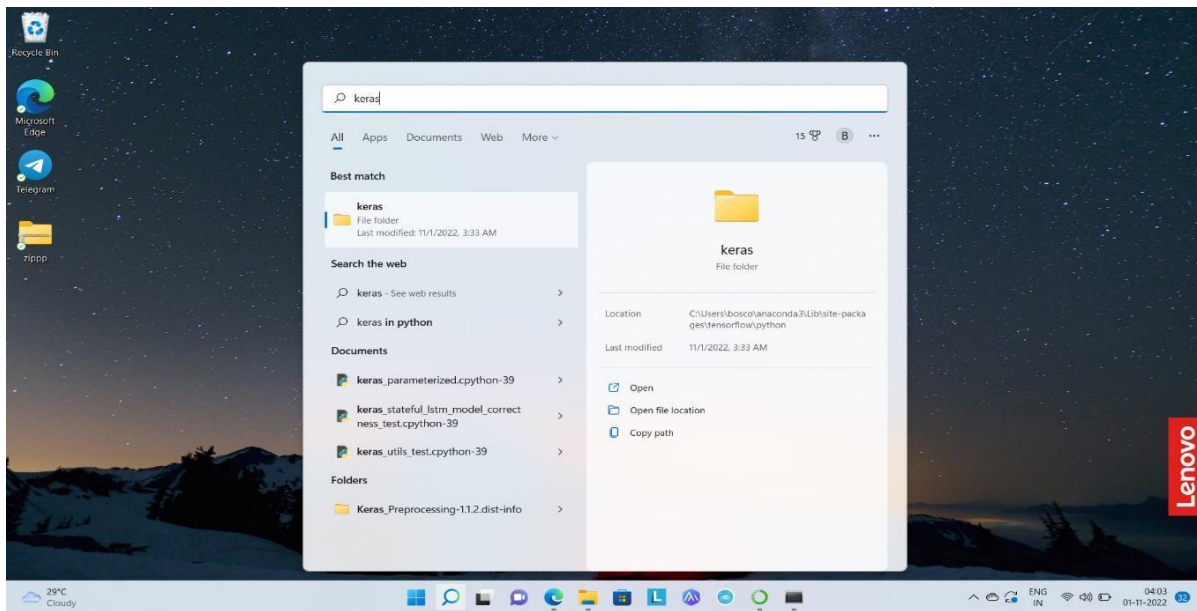 Recycle Bin
Microsoft
Edge
Telegram
zippp
keras
All Apps Documents Web More
15 B ...
Best match
keras
File folder
Last modified: 11/1/2022, 3:33 AM
Search the web
keras - See web results
keras in python
Documents
keras_parameterized.cpython-39
keras_stateful_lstm_model_correct
ness_test.cpython-39
keras_utils_test.cpython-39
Folders
Keras_Preprocessing-1.1.2.dist-info
keras
File folder
Location C:\Users\bosco\anaconda3\Lib\site-packa
ges\tensorflow\python
Last modified 11/1/2022, 3:33 AM
Open
Open file location
Copy path
Lenovo
29°C
Cloudy
L
ENG
IN
04:03
01-11-2022
32